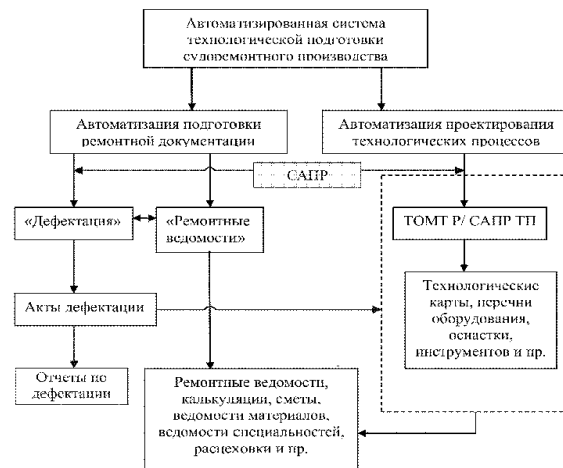 Автоматизированная система
технологической подготовки
судоремонтного производства
Автоматизация подготовки
ремонтной документации
Автоматизация проектирования
технологических процессов
САПР
«Дефектация»
«Ремонтные
ведомости»
ТОМТ Р/ САПР ТП
Акты дефектации
Технологические
карты, перечни
оборудования,
оснастки,
инструментов и пр.
Отчеты по
дефектации
Ремонтные ведомости,
калькуляции, сметы,
ведомости материалов,
ведомости специальностей,
расцеховки и пр.